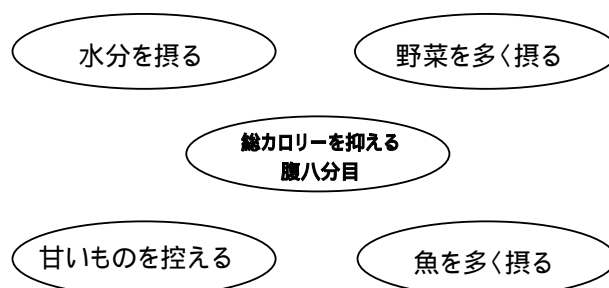 水分を摂る
野菜を多く摂る
総カロリーを抑える
腹八分目
甘いものを控える
魚を多く摂る